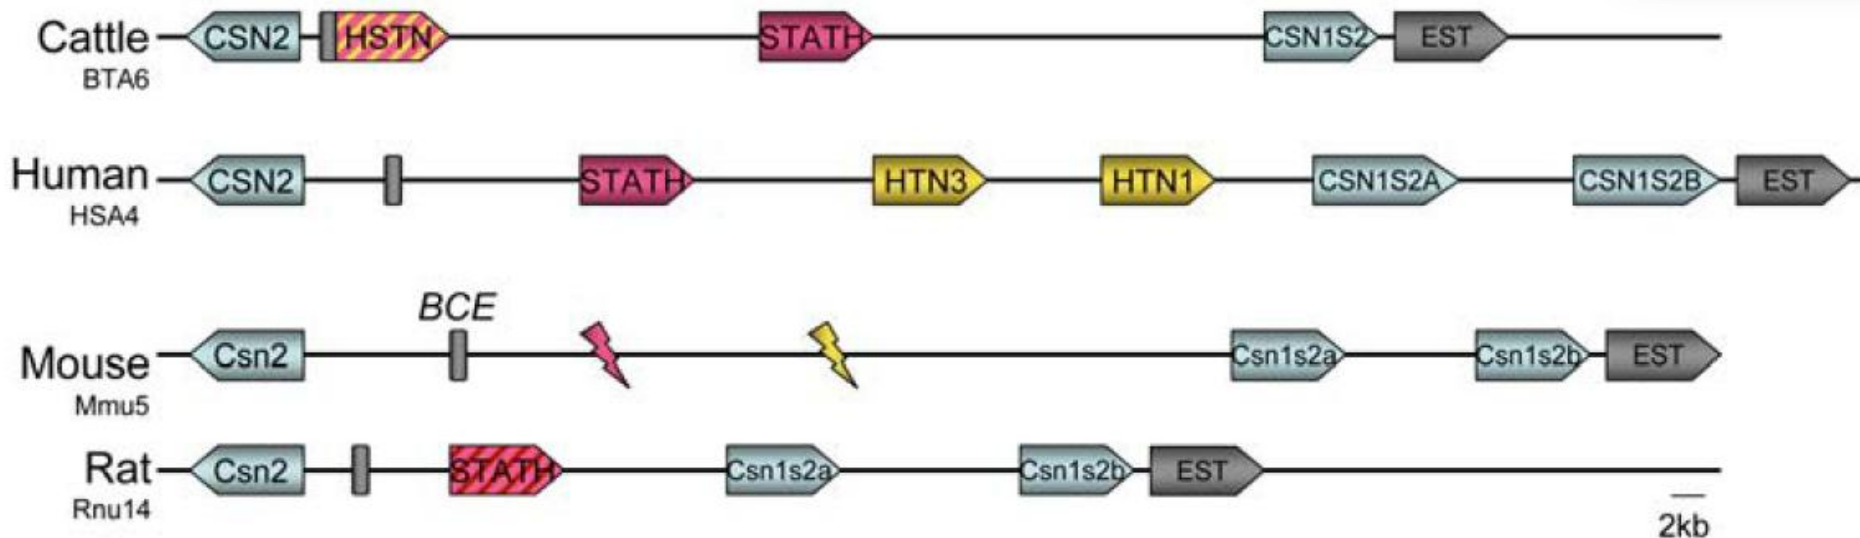 Cattle CSN2 HSTN STATH CSN1S2 EST
BTA6
Human CSN2 STATH HTN3 HTN1 CSN1S2A CSN1S2B EST
HSA4
BCE
Mouse Csn2 Csn1s2a Csn1s2b EST
Mmu5
Rat Csn2 STATH Csn1s2a Csn1s2b EST
Rnu14
2kb